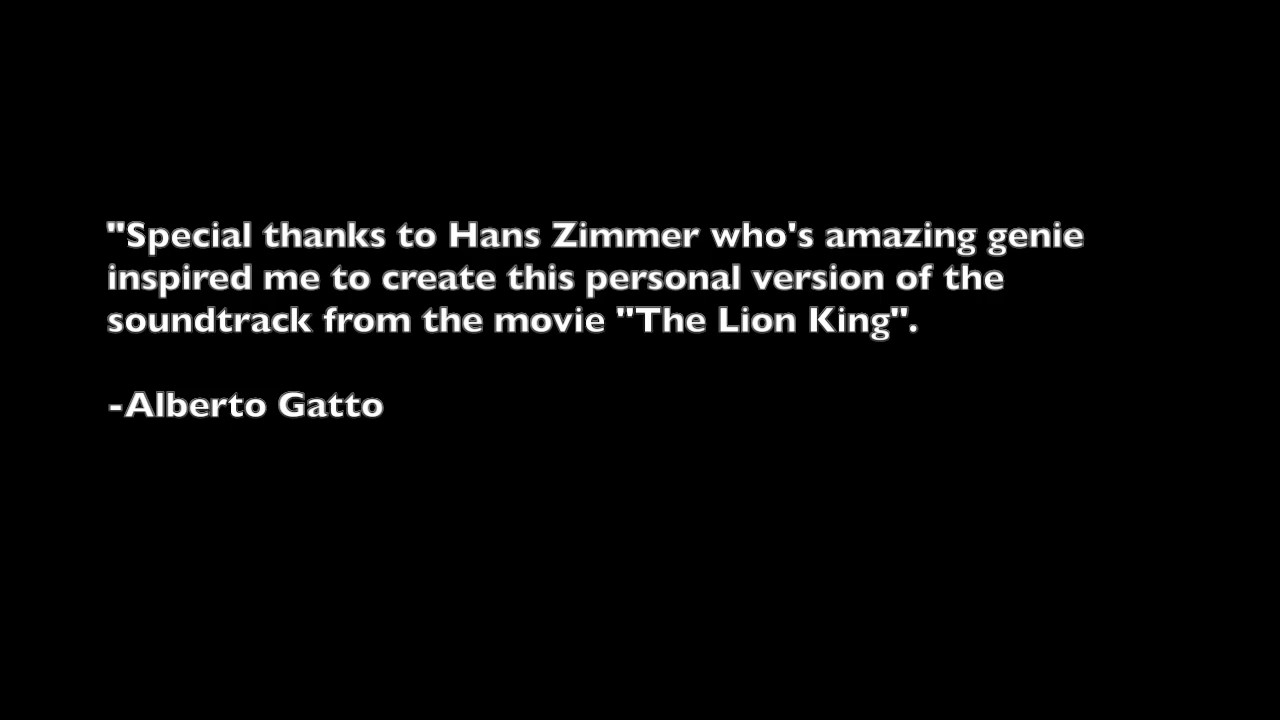 "Special thanks to Hans Zimmer who's amazing genie
inspired me to create this personal version of the
soundtrack from the movie "The Lion King".
-Alberto Gatto